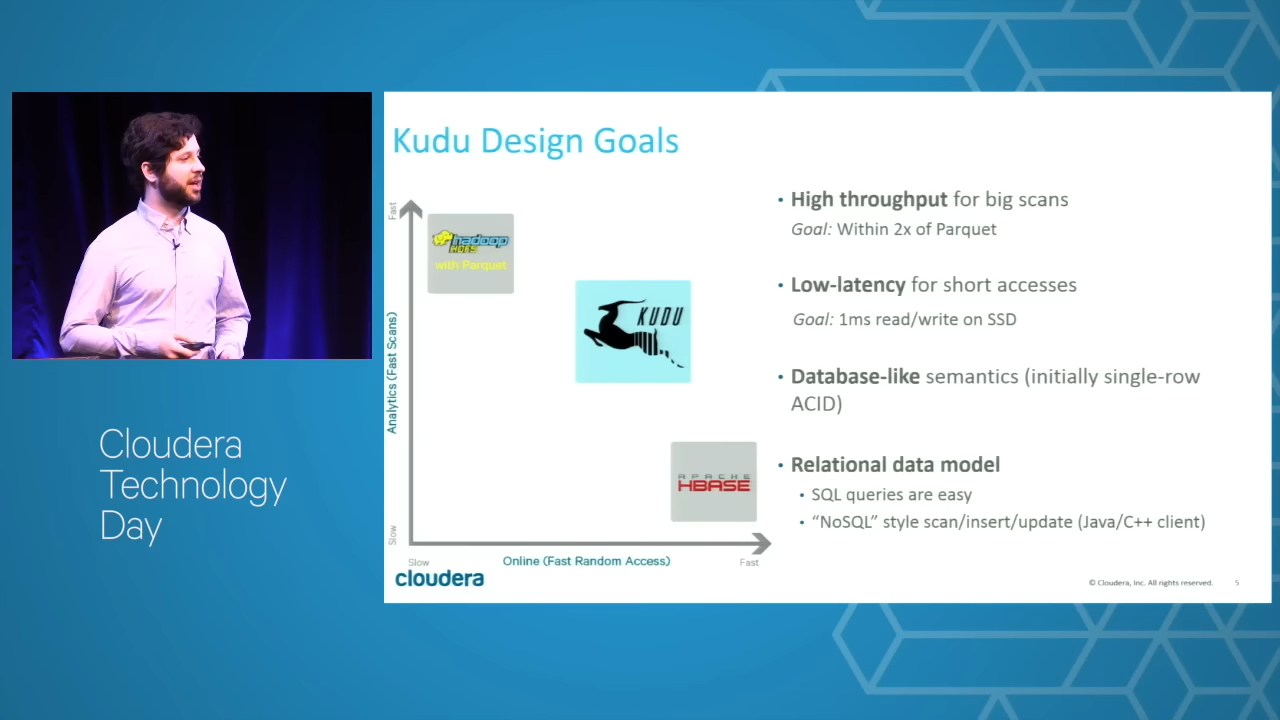 Kudu Design Goals
Fast
hadoop
HDFS
with Parquet
KUDU
APACHE
HBASE
Analytics (Fast Scans)
Slow
Slow
Online (Fast Random Access)
Fast
• High throughput for big scans
Goal: Within 2x of Parquet
• Low-latency for short accesses
Goal: 1ms read/write on SSD
• Database-like semantics (initially single-row
ACID)
• Relational data model
• SQL queries are easy
• “NoSQL” style scan/insert/update (Java/C++ client)
cloudera
© Cloudera, Inc. All rights reserved.
5
Cloudera
Technology
Day